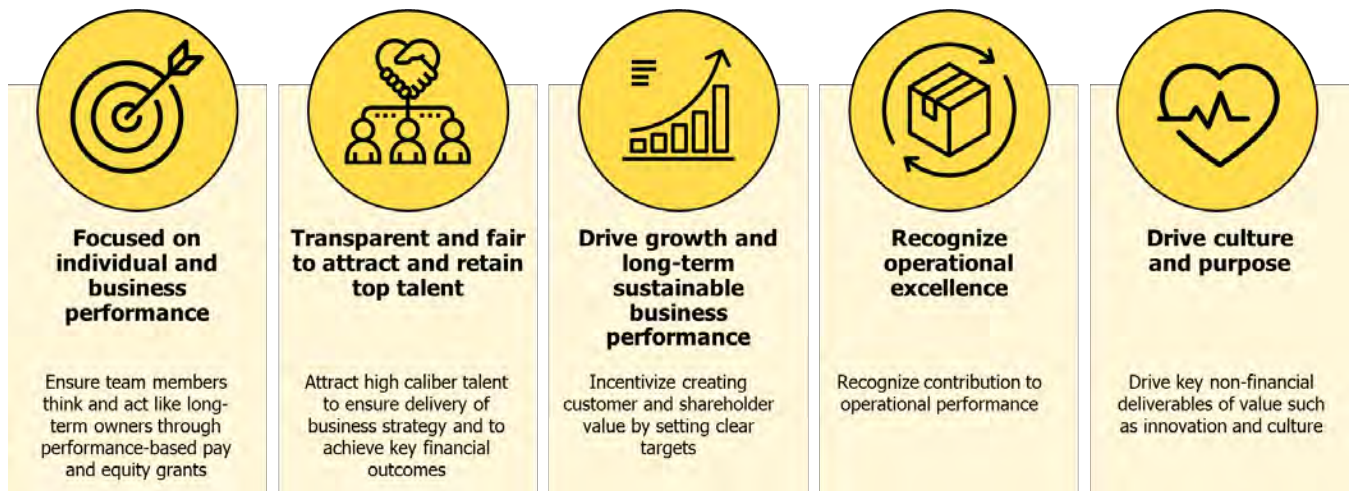 Focused on
individual and
business
performance
Ensure team members
think and act like long-
term owners through
performance-based pay
and equity grants
Transparent and fair
to attract and retain
top talent
Attract high caliber talent
to ensure delivery of
business strategy and to
achieve key financial
outcomes
Drive growth and
long-term
sustainable
business
performance
Incentivize creating
customer and shareholder
value by setting clear
targets
Recognize
operational
excellence
Recognize contribution to
operational performance
Drive culture
and purpose
Drive key non-financial
deliverables of value such
as innovation and culture